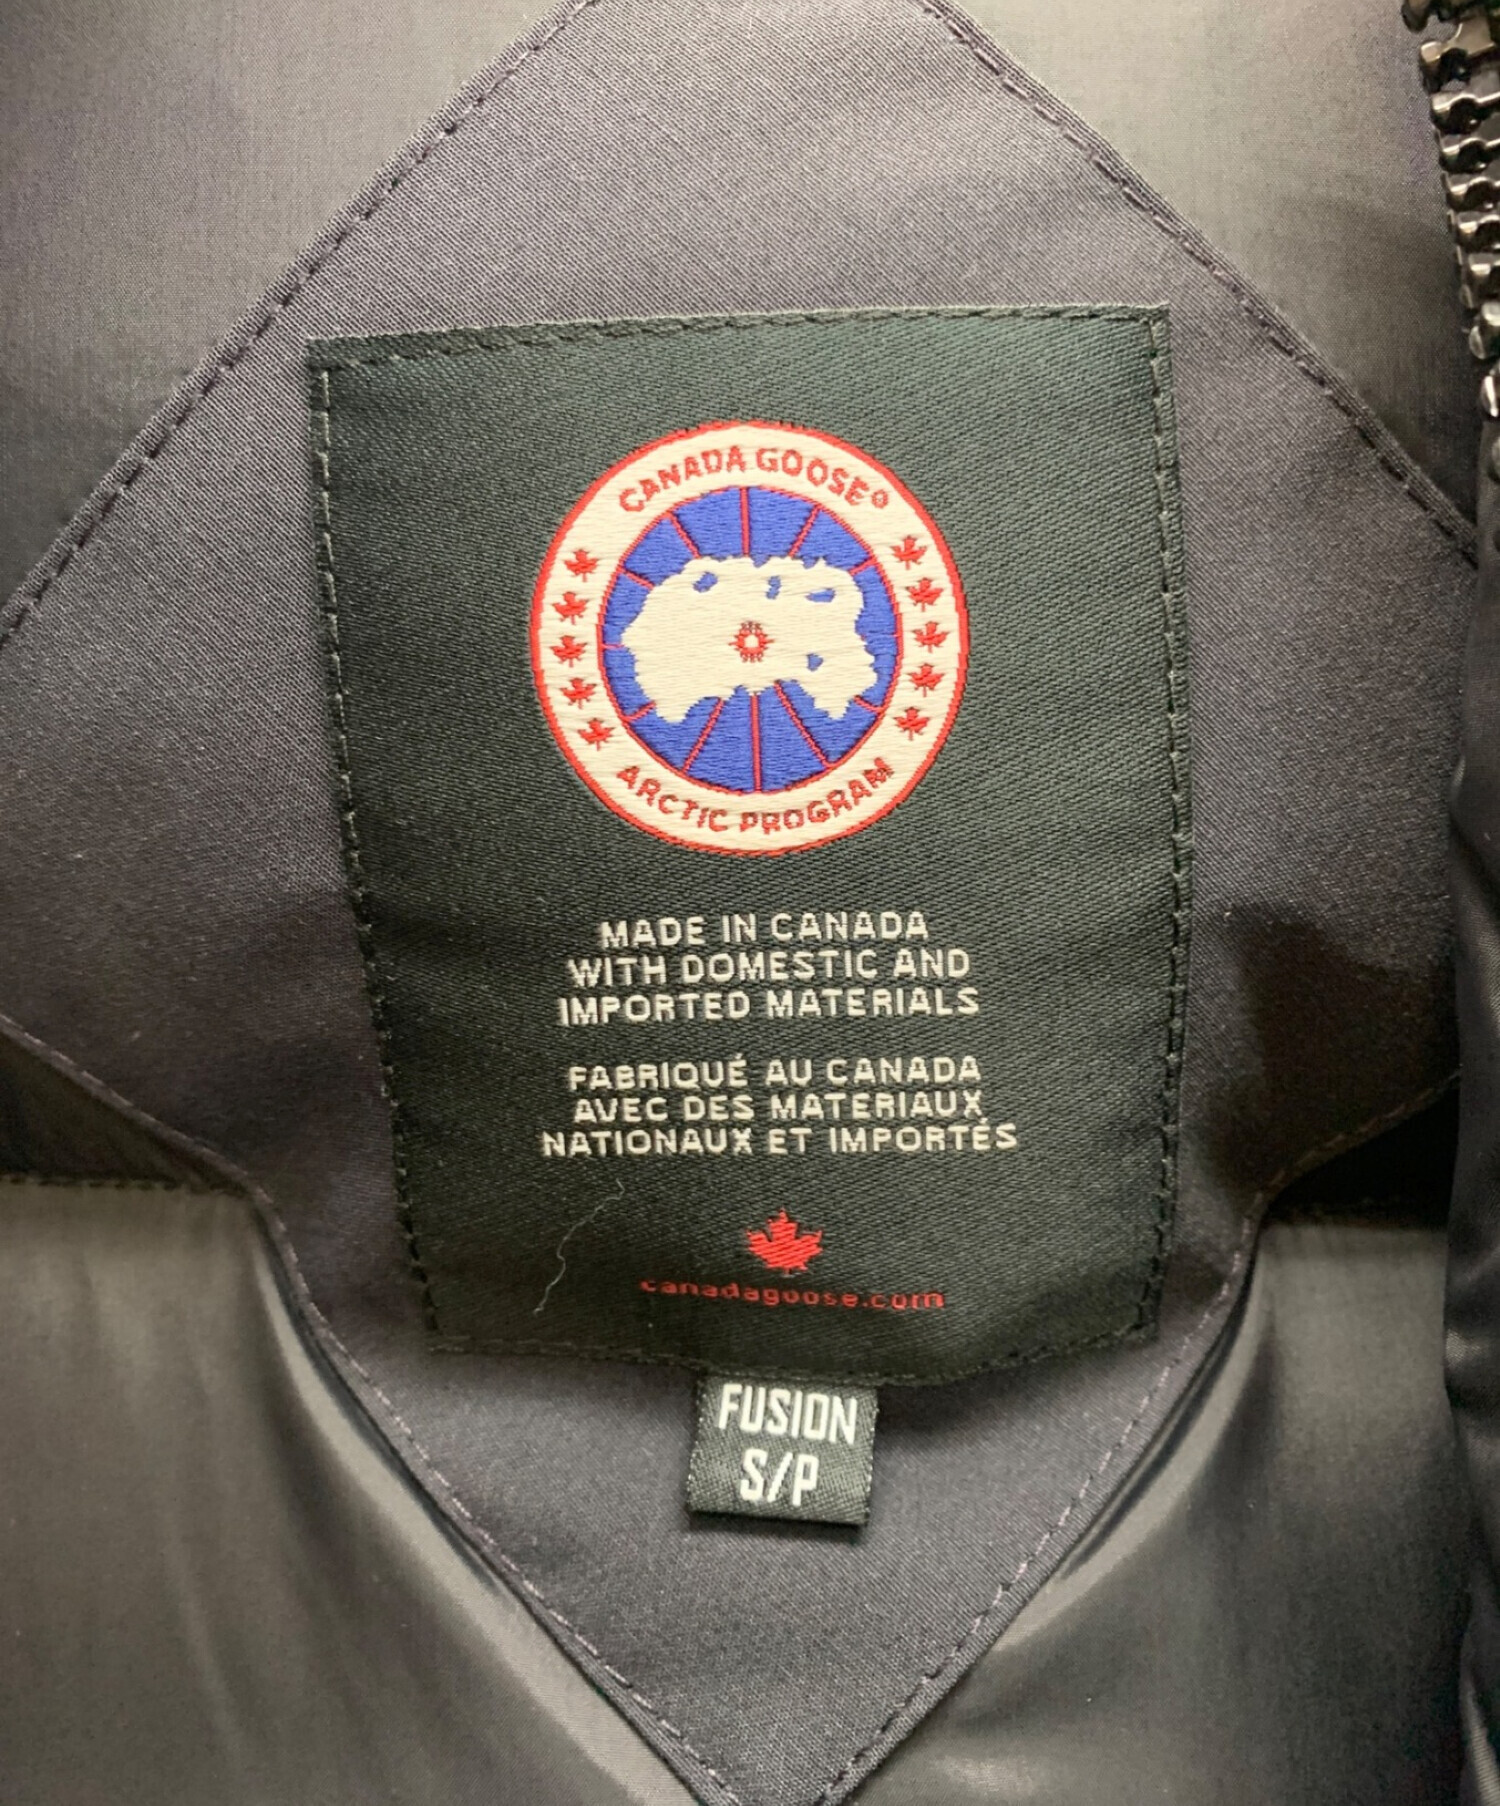 CANADA GOOSE®
ARCTIC PROGRAM
MADE IN CANADA
WITH DOMESTIC AND
IMPORTED MATERIALS
FABRIQUÉ AU CANADA
AVEC DES MATERIAUX
NATIONAUX ET IMPORTÉS
canadagoose.com
FUSION
S/P